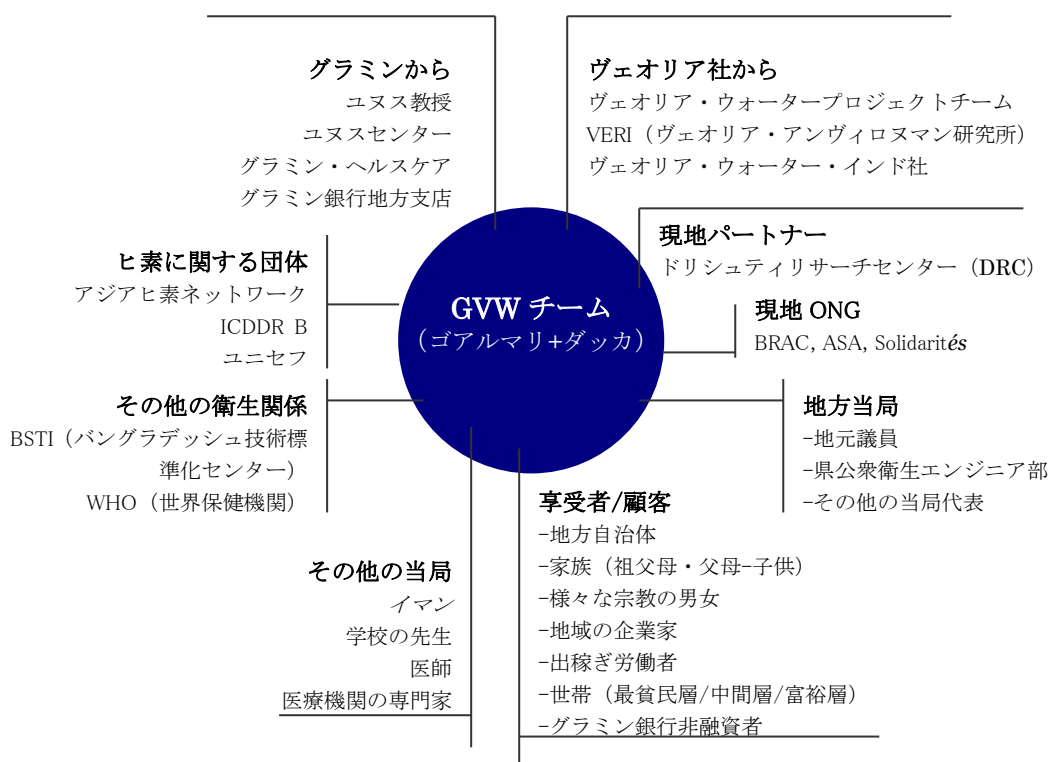 グラミンから
ユヌス教授
ユヌスセンター
グラミン・ヘルスケア
グラミン銀行地方支店
ヴェオリア社から
ヴェオリア・ウォータープロジェクトチーム
VERI（ヴェオリア・アンヴィロヌマン研究所）
ヴェオリア・ウォーター・インド社
現地パートナー
ドリシュティリサーチセンター（DRC）
ヒ素に関する団体
アジアヒ素ネットワーク
ICDDR B
ユニセフ
GVW チーム
（ゴアルマリ+ダッカ）
現地 ONG
BRAC, ASA, Solidarités
その他の衛生関係
BSTI（バングラデッシュ技術標
準化センター）
WHO（世界保健機関）
地方当局
-地元議員
-県公衆衛生エンジニア部
-その他の当局代表
その他の当局
イマン
学校の先生
医師
医療機関の専門家
享受者/顧客
-地方自治体
-家族（祖父母・父母-子供）
-様々な宗教の男女
-地域の企業家
-出稼ぎ労働者
-世帯（最貧民層/中間層/富裕層）
-グラミン銀行非融資者